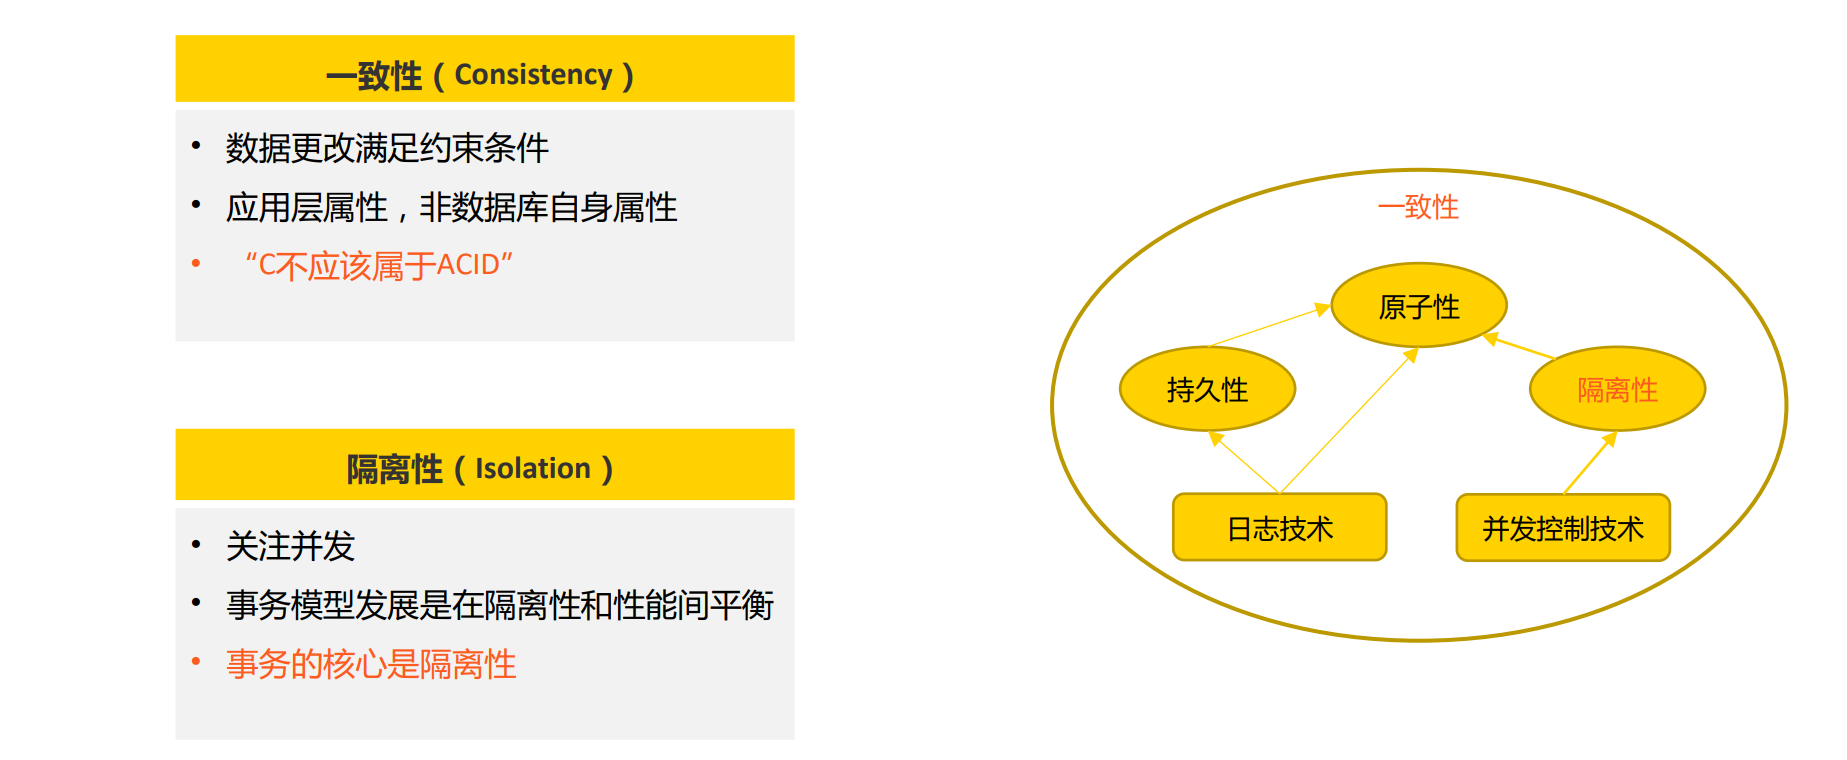 一致性（Consistency）
• 数据更改满足约束条件
• 应用层属性，非数据库自身属性
• “C不应该属于ACID”
隔离性（Isolation）
• 关注并发
• 事务模型发展是在隔离性和性能间平衡
• 事务的核心是隔离性
一致性
原子性
持久性
隔离性
日志技术
并发控制技术